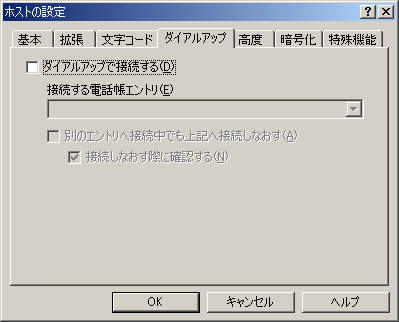 ホストの設定
基本 拡張 文字コード ダイアルアップ 高度 暗号化 特殊機能
ダイアルアップで接続する(D)
接続する電話帳エントリ(E)
別のエントリへ接続中でも上記へ接続しなおす(A)
接続しなおす際に確認する(N)
OK キャンセル ヘルプ